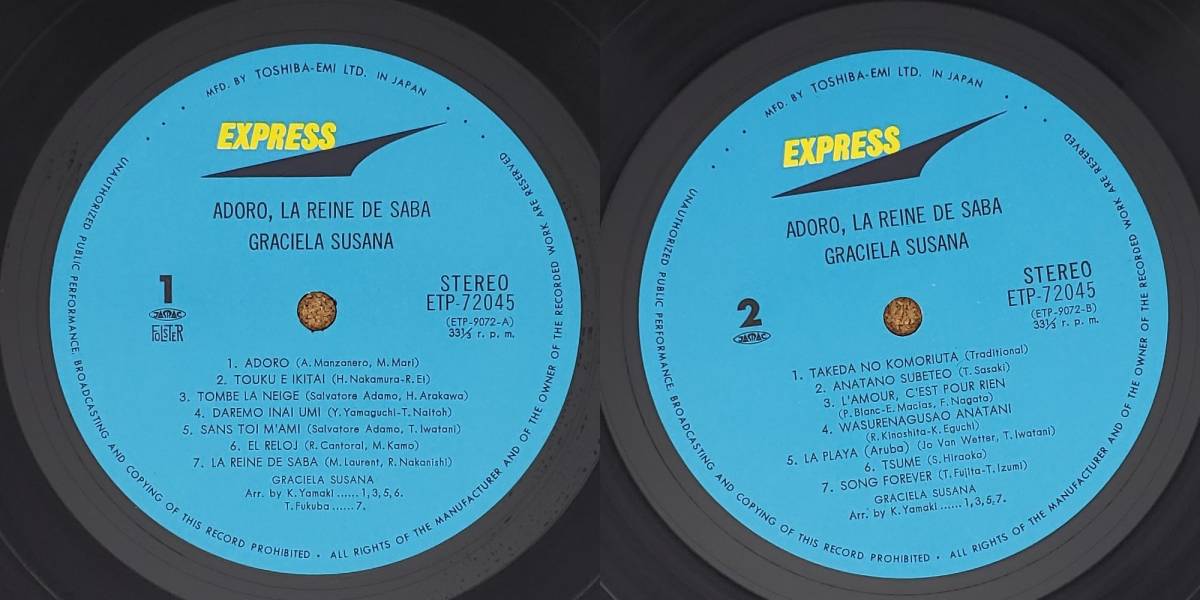 MFD. BY TOSHIBA-EMI LTD. IN JAPAN
EXPRESS
ADORO, LA REINE DE SABA
GRACIELA SUSANA
1
JASRAC
FOLSTER
STEREO
ETP-72045
(ETP-9072-A)
33⅓ r. p. m.
1. ADORO (A. Manzanero, M. Mari)
2. TOUKU E IKITAI (H. Nakamura-R. Ei)
3. TOMBE LA NEIGE (Salvatore Adamo, H. Arakawa)
4. DAREMO INAI UMI (Y. Yamaguchi-T. Naitoh)
5. SANS TOI M'AMI (Salvatore Adamo, T. Iwatani)
6. EL RELOJ (R. Cantoral, M. Kamo)
7. LA REINE DE SABA (M. Laurent, R. Nakanishi)
GRACIELA SUSANA
Arr. by K. Yamaki ...... 1, 3, 5, 6.
T. Fukuba ...... 7.
UNAUTHORIZED PUBLIC PERFORMANCE, BROADCASTING AND COPYING OF THIS RECORD PROHIBITED · ALL RIGHTS OF THE MANUFACTURER AND OF THE OWNER OF THE RECORDED WORK ARE RESERVED
MFD. BY TOSHIBA-EMI LTD. IN JAPAN
EXPRESS
ADORO, LA REINE DE SABA
GRACIELA SUSANA
2
JASRAC
STEREO
ETP-72045
(ETP-9072-B)
33⅓ r. p. m.
1. TAKEDA NO KOMORIUTA (Traditional)
2. ANATANO SUBETEO (T. Sasaki)
3. L'AMOUR, C'EST POUR RIEN
(P. Blanc-E. Macias, F. Nagata)
4. WASURENAGUSAO ANATANI
(R. Kinoshita-K. Eguchi)
5. LA PLAYA (Aruba) (Jo Van Wetter, T. Iwatani)
6. TSUME (S. Hiraoka)
7. SONG FOREVER (T. Fujita-T. Izumi)
GRACIELA SUSANA
Arr. by K. Yamaki ...... 1, 3, 5, 7.
UNAUTHORIZED PUBLIC PERFORMANCE, BROADCASTING AND COPYING OF THIS RECORD PROHIBITED · ALL RIGHTS OF THE MANUFACTURER AND OF THE OWNER OF THE RECORDED WORK ARE RESERVED